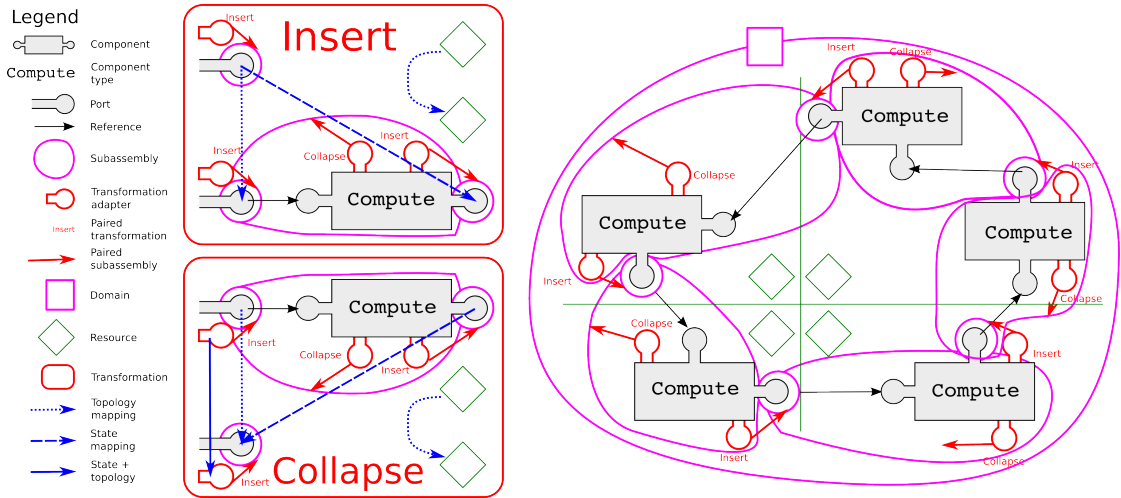 Legend
Component
Compute
Component
type
Port
Reference
Subassembly
Transformation
adapter
Insert
Paired
transformation
Paired
subassembly
Domain
Resource
Transformation
Topology
mapping
State
mapping
State +
topology
Insert
Insert
Insert
Insert
Collapse
Compute
Compute
Collapse
Insert
Insert
Insert
Collapse
Insert
Collapse
Compute
Collapse
Compute
Insert
Insert
Compute
Collapse
Collapse
Compute
Insert
Insert
Compute
Collapse